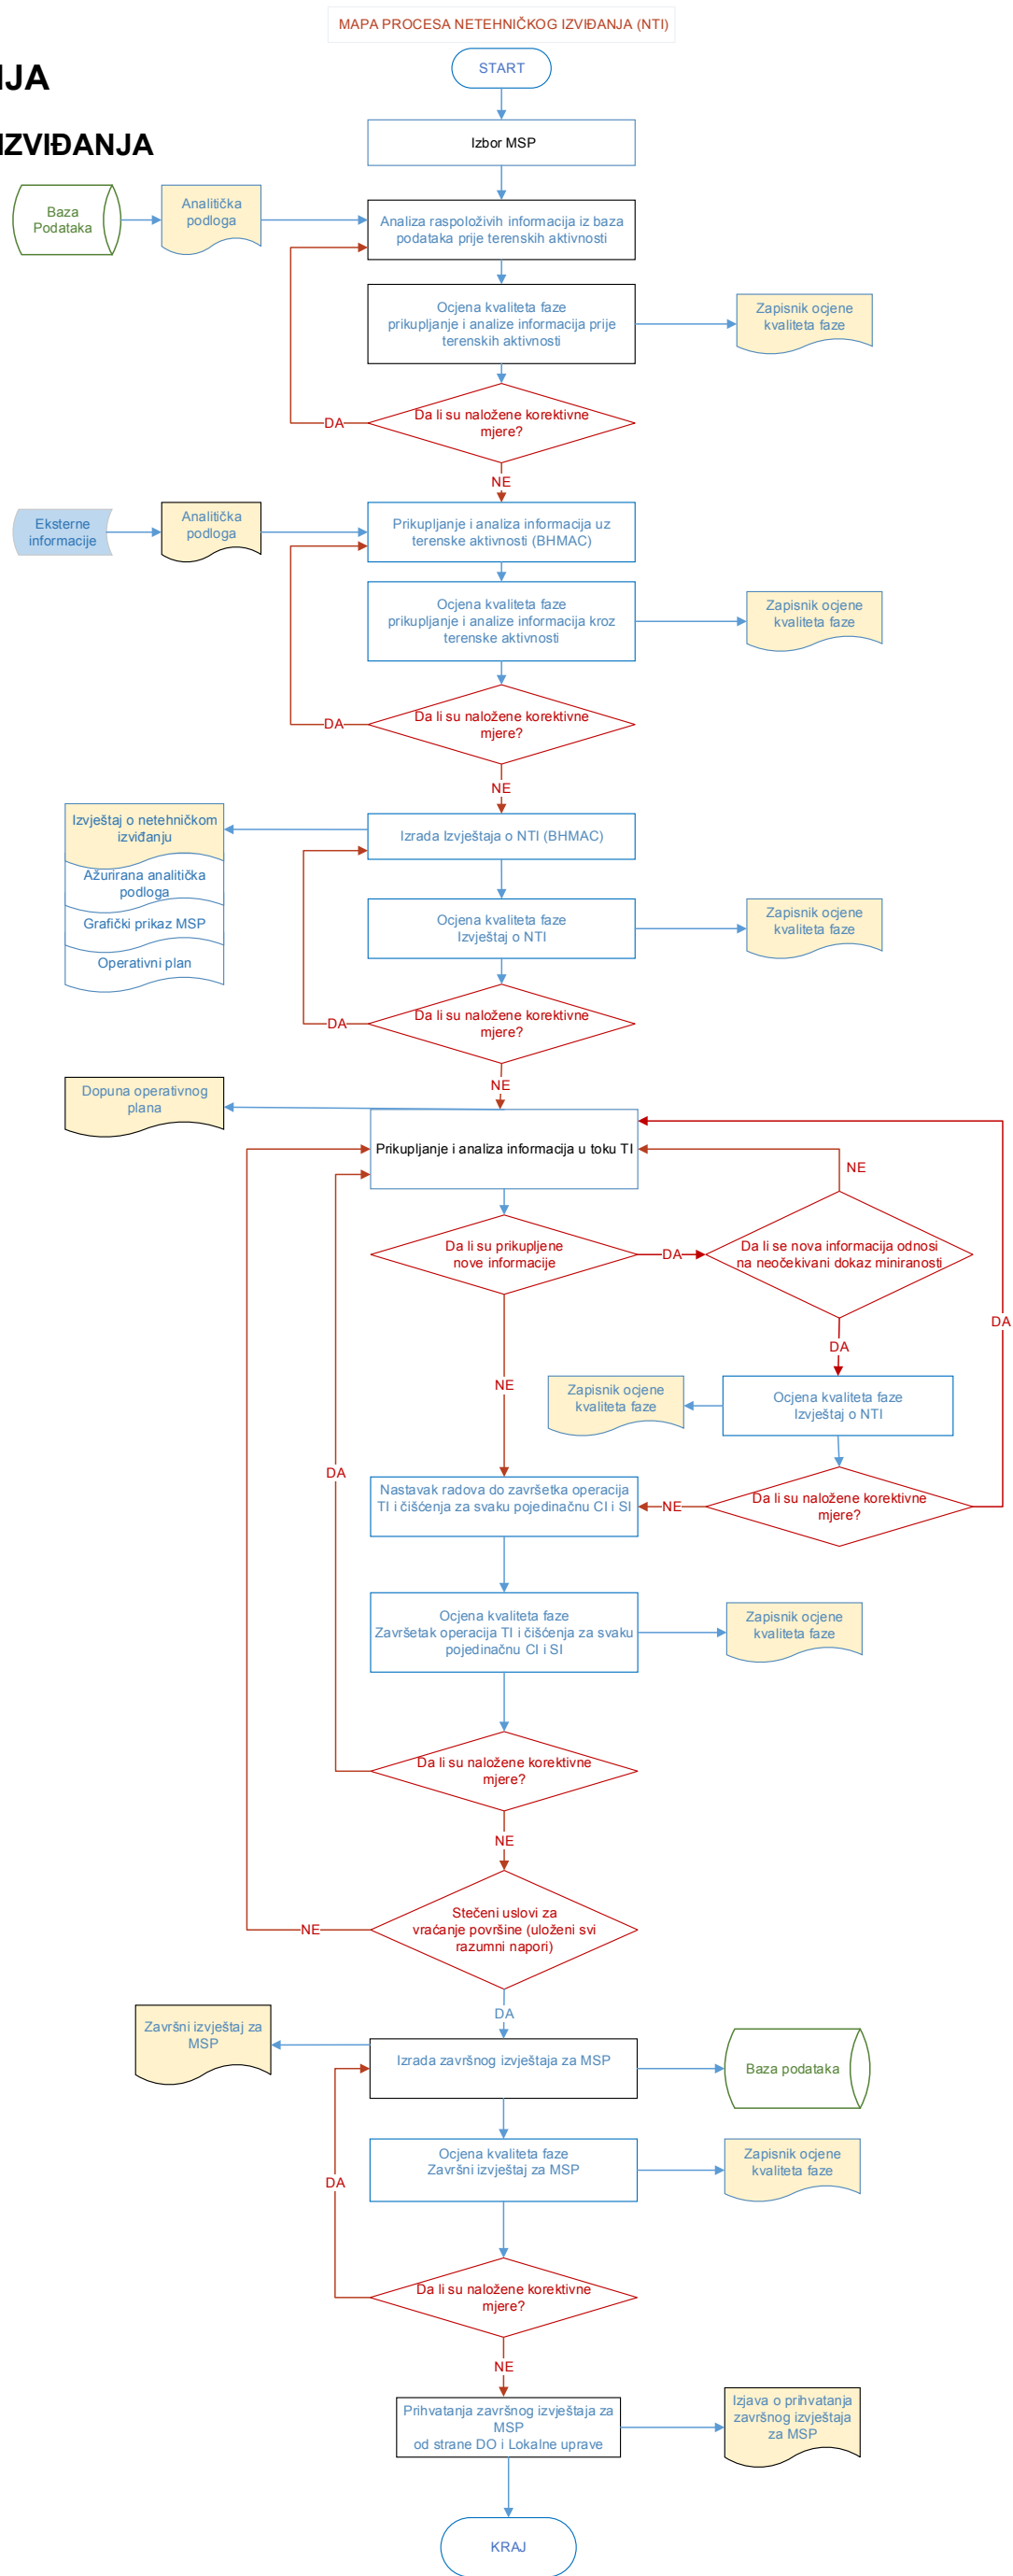 MAPA PROCESA NETEHNIČKOG IZVIĐANJA (NTI)
START
IJA
IZVIĐANJA
Izbor MSP
Baza
Podataka
Analitička
podloga
Analiza raspoloživih informacija iz baza
podataka prije terenskih aktivnosti
Ocjena kvaliteta faze
prikupljanje i analize informacija prije
terenskih aktivnosti
Zapisnik ocjene
kvaliteta faze
Da li su naložene korektivne
mjere?
DA
NE
Eksterne
informacije
Analitička
podloga
Prikupljanje i analiza informacija uz
terenske aktivnosti (BHMAC)
Ocjena kvaliteta faze
prikupljanje i analize informacija kroz
terenske aktivnosti
Zapisnik ocjene
kvaliteta faze
Da li su naložene korektivne
mjere?
DA
NE
Izvještaj o netehničkom
izviđanju
Ažurirana analitička
podloga
Grafički prikaz MSP
Operativni plan
Izrada Izvještaja o NTI (BHMAC)
Ocjena kvaliteta faze
Izvještaj o NTI
Zapisnik ocjene
kvaliteta faze
Da li su naložene korektivne
mjere?
DA
NE
Dopuna operativnog
plana
Prikupljanje i analiza informacija u toku TI
NE
Da li su prikupljene
nove informacije
DA
Da li se nova informacija odnosi
na neočekivani dokaz miniranosti
DA
DA
NE
Zapisnik ocjene
kvaliteta faze
Ocjena kvaliteta faze
Izvještaj o NTI
DA
Nastavak radova do završetka operacija
TI i čišćenja za svaku pojedinačnu CI i SI
NE
Da li su naložene korektivne
mjere?
Ocjena kvaliteta faze
Završetak operacija TI i čišćenja za svaku
pojedinačnu CI i SI
Zapisnik ocjene
kvaliteta faze
Da li su naložene korektivne
mjere?
NE
Stečeni uslovi za
vraćanje površine (uloženi svi
razumni napori)
NE
DA
Završni izvještaj za
MSP
Izrada završnog izvještaja za MSP
Baza podataka
Ocjena kvaliteta faze
Završni izvještaj za MSP
Zapisnik ocjene
kvaliteta faze
DA
Da li su naložene korektivne
mjere?
NE
Prihvatanja završnog izvještaja za
MSP
od strane DO i Lokalne uprave
Izjava o prihvatanja
završnog izvještaja
za MSP
KRAJ